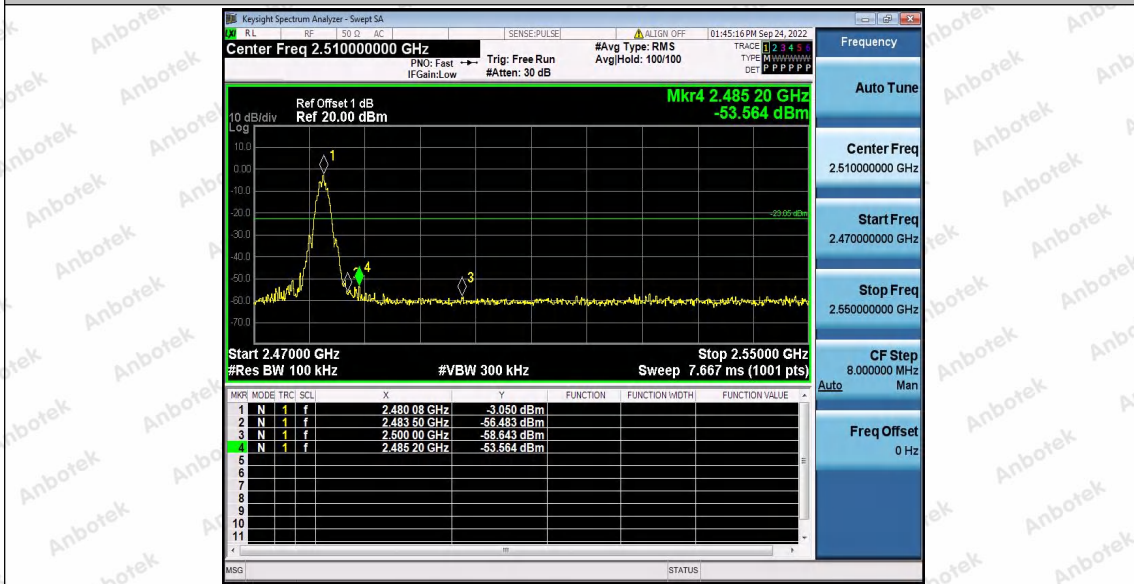 Keysight Spectrum Analyzer - Swept SA
LXI RL RF 50 Ω AC SENSE:PULSE ALIGN OFF 01:45:16 PM Sep 24, 2022
Center Freq 2.510000000 GHz
PNO: Fast
IFGain:Low
Trig: Free Run
#Atten: 30 dB
#Avg Type: RMS
Avg|Hold: 100/100
TRACE 1 2 3 4 5 6
TYPE M W W W W W
DET P P P P P P
Frequency
Auto Tune
Center Freq
2.510000000 GHz
Start Freq
2.470000000 GHz
Stop Freq
2.550000000 GHz
CF Step
8.000000 MHz
Auto Man
Freq Offset
0 Hz
Mkr4 2.485 20 GHz
-53.564 dBm
Ref Offset 1 dB
10 dB/div Ref 20.00 dBm
Log
10.0
0.00
-10.0
-20.0
-30.0
-40.0
-50.0
-60.0
-70.0
1
4
3
-23.05 dBm
Start 2.47000 GHz Stop 2.55000 GHz
#Res BW 100 kHz #VBW 300 kHz Sweep 7.667 ms (1001 pts)
MKR MODE TRC SCL X Y FUNCTION FUNCTION WIDTH FUNCTION VALUE
1 N 1 f 2.480 08 GHz -3.050 dBm
2 N 1 f 2.483 50 GHz -56.483 dBm
3 N 1 f 2.500 00 GHz -58.643 dBm
4 N 1 f 2.485 20 GHz -53.564 dBm
5
6
7
8
9
10
11
MSG STATUS
Anbotek